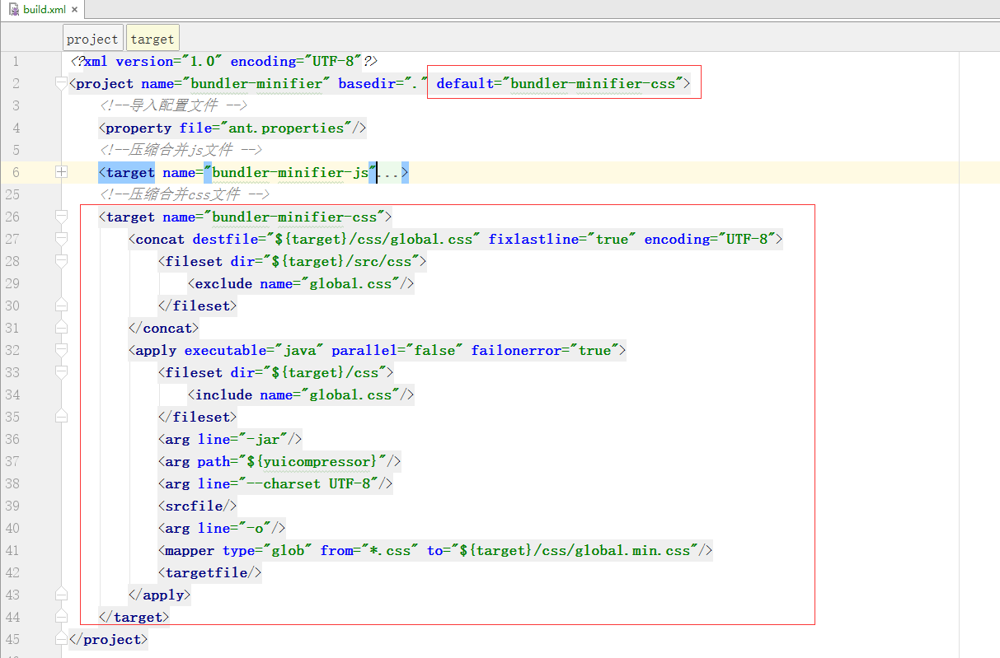 build.xml ×
project target
1 <?xml version="1.0" encoding="UTF-8"?>
2 <project name="bundler-minifier" basedir="." default="bundler-minifier-css">
3 <!--导入配置文件 -->
4 <property file="ant.properties"/>
5 <!--压缩合并js文件 -->
6 <target name="bundler-minifier-js"...>
25 <!--压缩合并css文件 -->
26 <target name="bundler-minifier-css">
27 <concat destfile="${target}/css/global.css" fixlastline="true" encoding="UTF-8">
28 <fileset dir="${target}/src/css">
29 <exclude name="global.css"/>
30 </fileset>
31 </concat>
32 <apply executable="java" parallel="false" failonerror="true">
33 <fileset dir="${target}/css">
34 <include name="global.css"/>
35 </fileset>
36 <arg line="-jar"/>
37 <arg path="${yuicompressor}"/>
38 <arg line="--charset UTF-8"/>
39 <srcfile/>
40 <arg line="-o"/>
41 <mapper type="glob" from="*.css" to="${target}/css/global.min.css"/>
42 <targetfile/>
43 </apply>
44 </target>
45 </project>